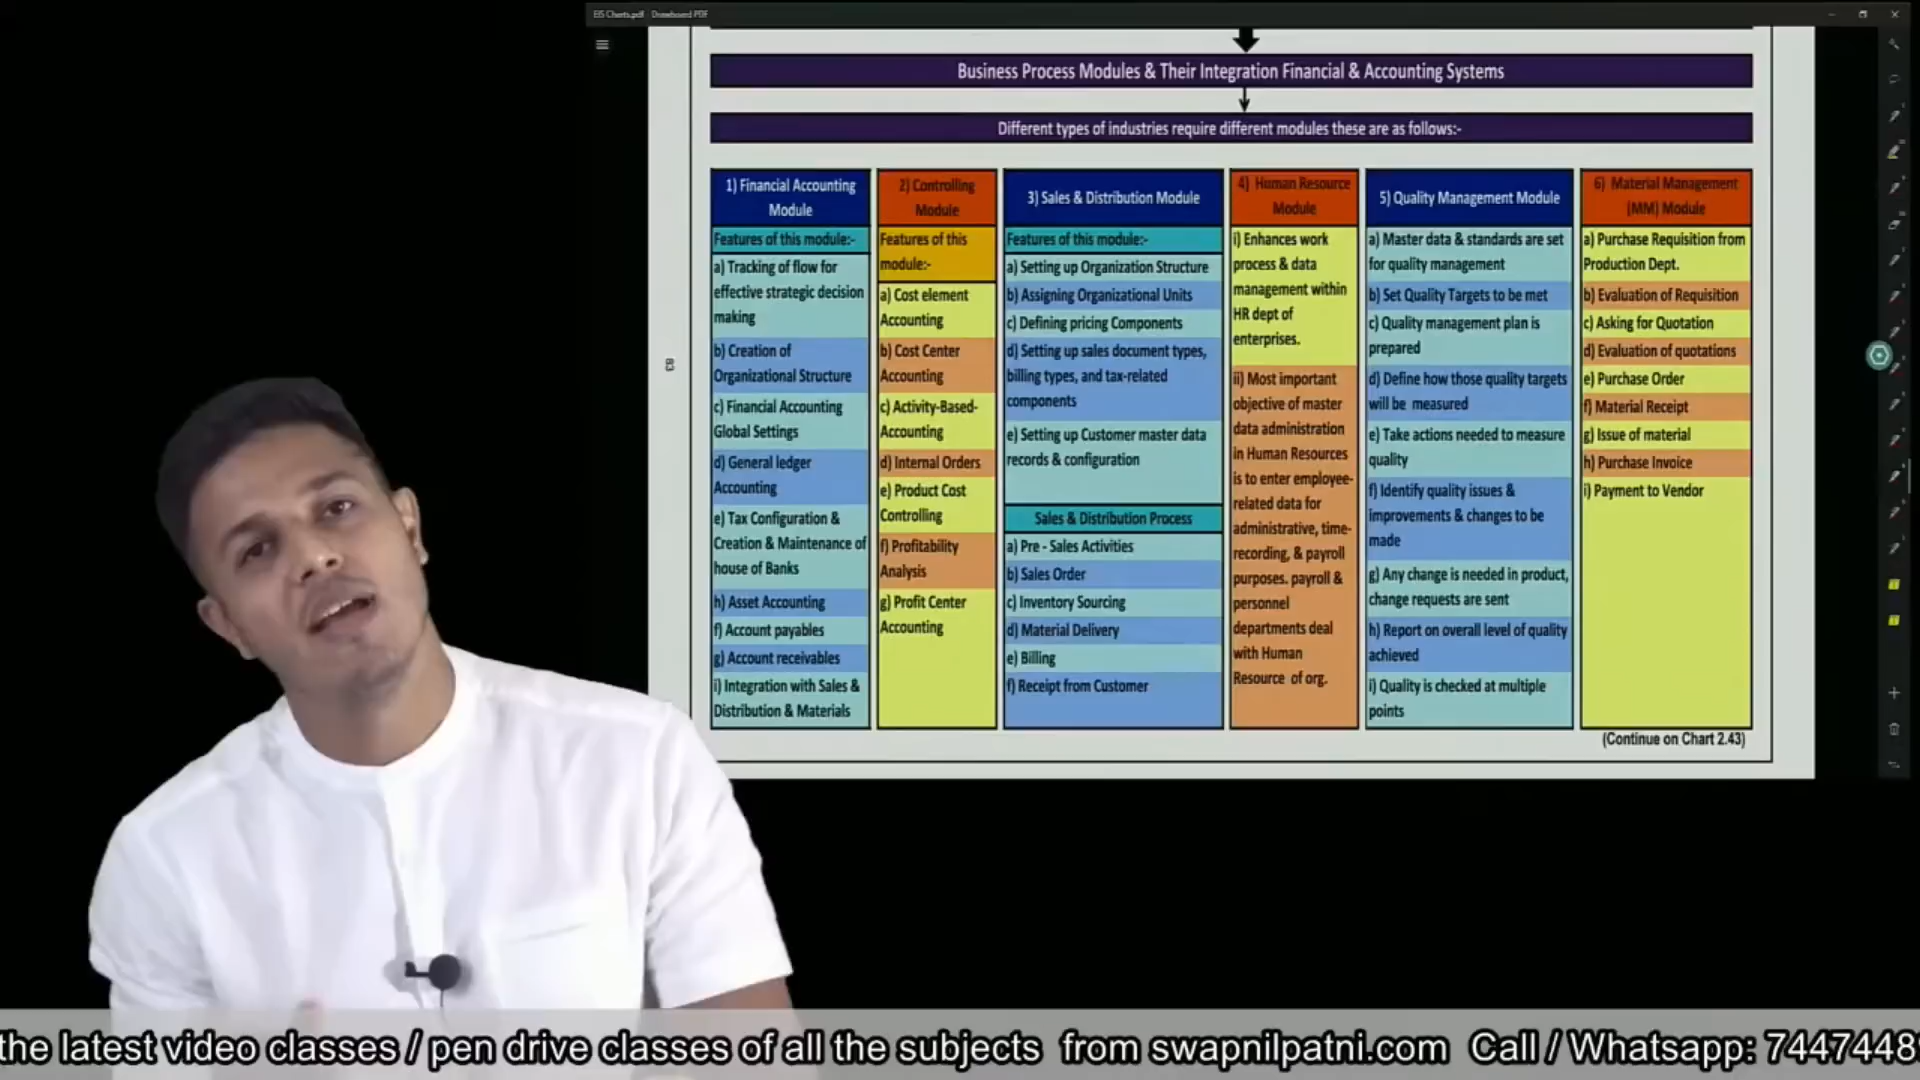 EIS Charts.pdf - Drawboard PDF
Business Process Modules & Their Integration Financial & Accounting Systems
Different types of industries require different modules these are as follows:-
1) Financial Accounting
Module
Features of this module:-
a) Tracking of flow for
effective strategic decision
making
b) Creation of
Organizational Structure
c) Financial Accounting
Global Settings
d) General ledger
Accounting
e) Tax Configuration &
Creation & Maintenance of
house of Banks
h) Asset Accounting
f) Account payables
g) Account receivables
i) Integration with Sales &
Distribution & Materials
2) Controlling
Module
Features of this
module:-
a) Cost element
Accounting
b) Cost Center
Accounting
c) Activity-Based-
Accounting
d) Internal Orders
e) Product Cost
Controlling
f) Profitability
Analysis
g) Profit Center
Accounting
3) Sales & Distribution Module
Features of this module:-
a) Setting up Organization Structure
b) Assigning Organizational Units
c) Defining pricing Components
d) Setting up sales document types,
billing types, and tax-related
components
e) Setting up Customer master data
records & configuration
Sales & Distribution Process
a) Pre - Sales Activities
b) Sales Order
c) Inventory Sourcing
d) Material Delivery
e) Billing
f) Receipt from Customer
4) Human Resource
Module
i) Enhances work
process & data
management within
HR dept of
enterprises.
ii) Most important
objective of master
data administration
in Human Resources
is to enter employee-
related data for
administrative, time-
recording, & payroll
purposes. payroll &
personnel
departments deal
with Human
Resource of org.
5) Quality Management Module
a) Master data & standards are set
for quality management
b) Set Quality Targets to be met
c) Quality management plan is
prepared
d) Define how those quality targets
will be measured
e) Take actions needed to measure
quality
f) Identify quality issues &
improvements & changes to be
made
g) Any change is needed in product,
change requests are sent
h) Report on overall level of quality
achieved
i) Quality is checked at multiple
points
6) Material Management
(MM) Module
a) Purchase Requisition from
Production Dept.
b) Evaluation of Requisition
c) Asking for Quotation
d) Evaluation of quotations
e) Purchase Order
f) Material Receipt
g) Issue of material
h) Purchase Invoice
i) Payment to Vendor
83
(Continue on Chart 2.43)
the latest video classes / pen drive classes of all the subjects from swapnilpatni.com Call / Whatsapp: 7447448